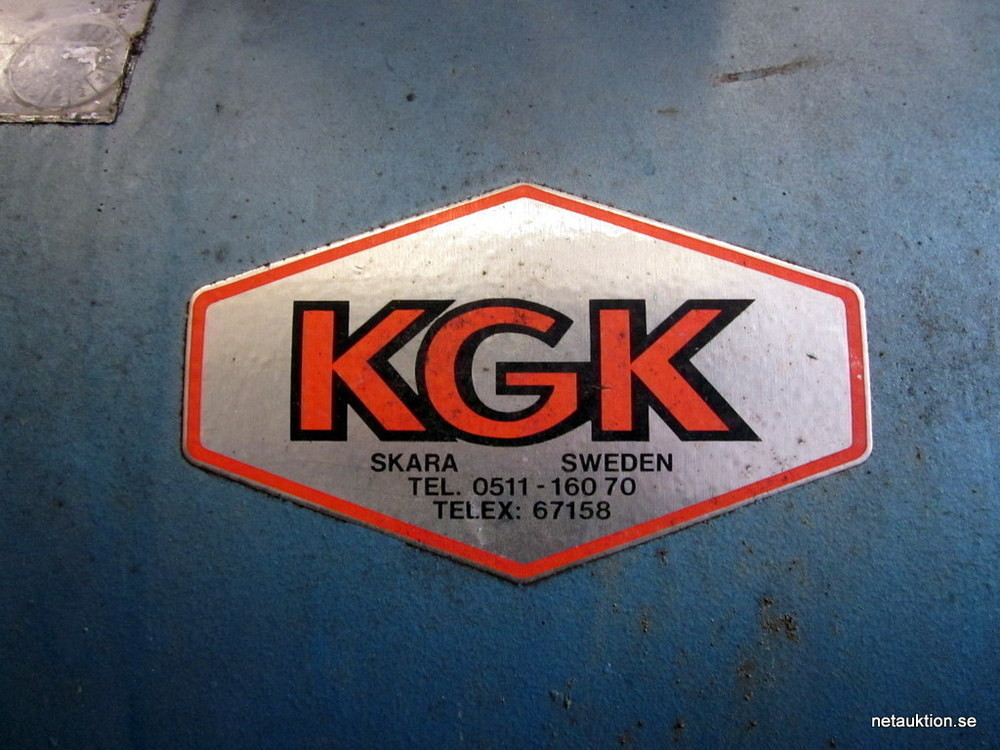 KGK
SKARA SWEDEN
TEL. 0511-160 70
TELEX: 67158
netauktion.se